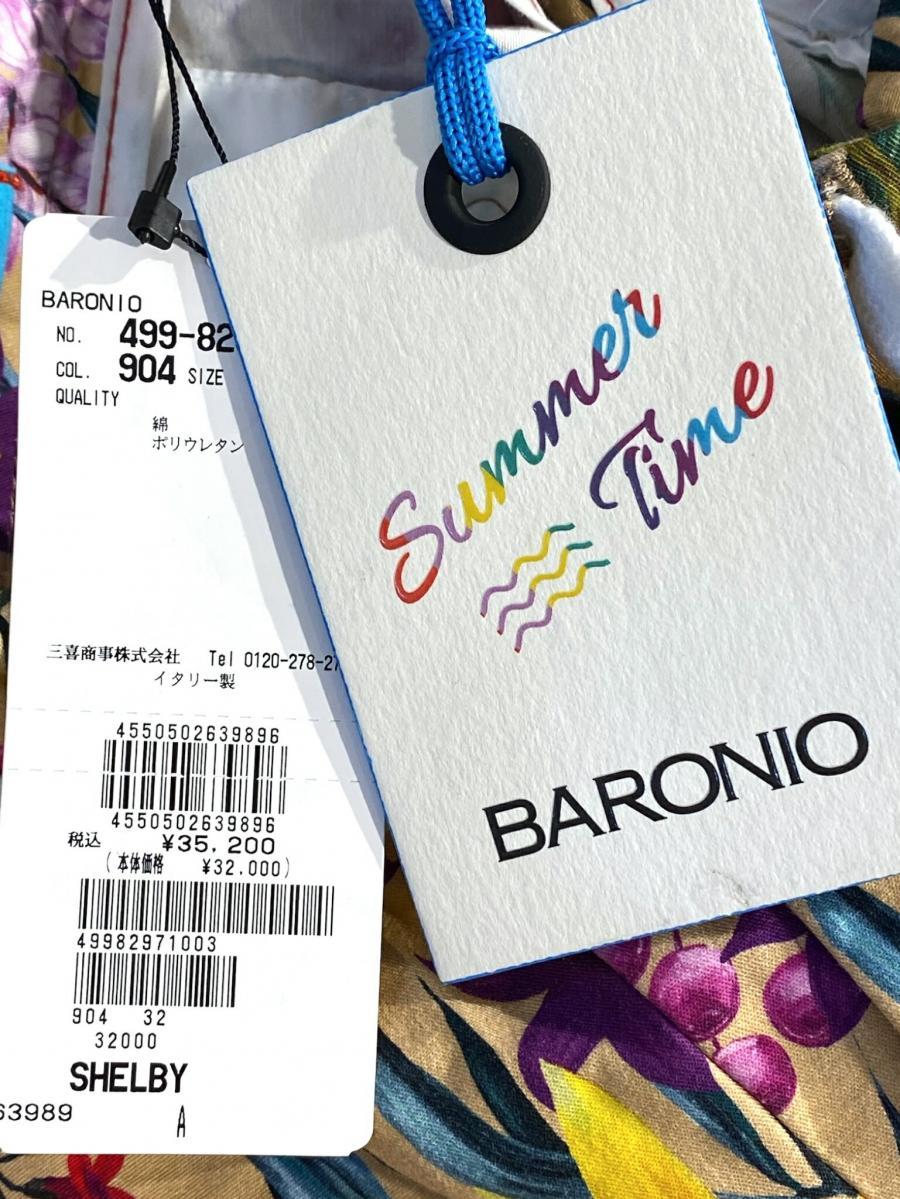 BARONIO
NO. 499-82
COL. 904 SIZE
QUALITY
綿
ポリウレタン
三喜商事株式会社 Tel 0120-278-27
イタリー製
4550502639896
4550502639896
税込 ¥35,200
(本体価格 ¥32,000)
49982971003
904 32
32000
SHELBY
63989
A
Summer
Time
BARONIO